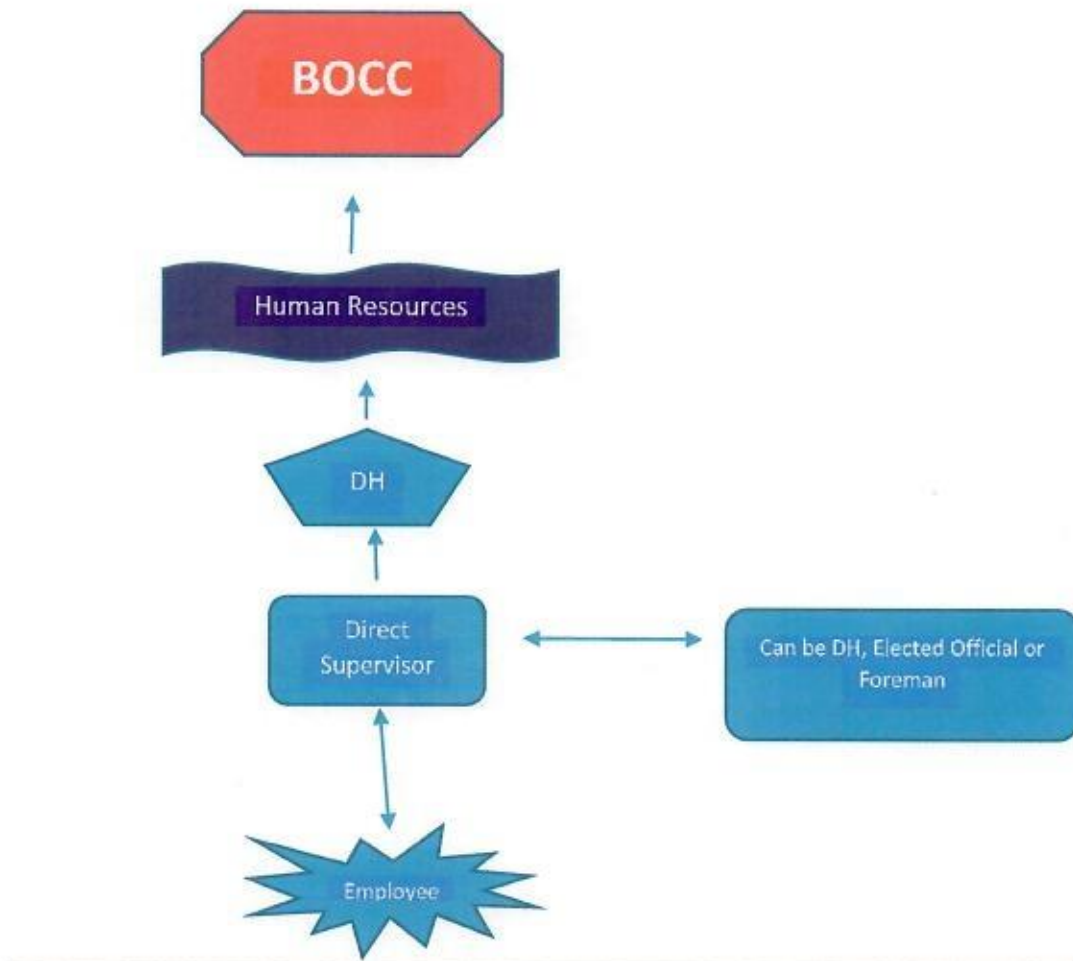 BOCC
Human Resources
DH
Direct
Supervisor
Can be DH, Elected Official or
Foreman
Employee